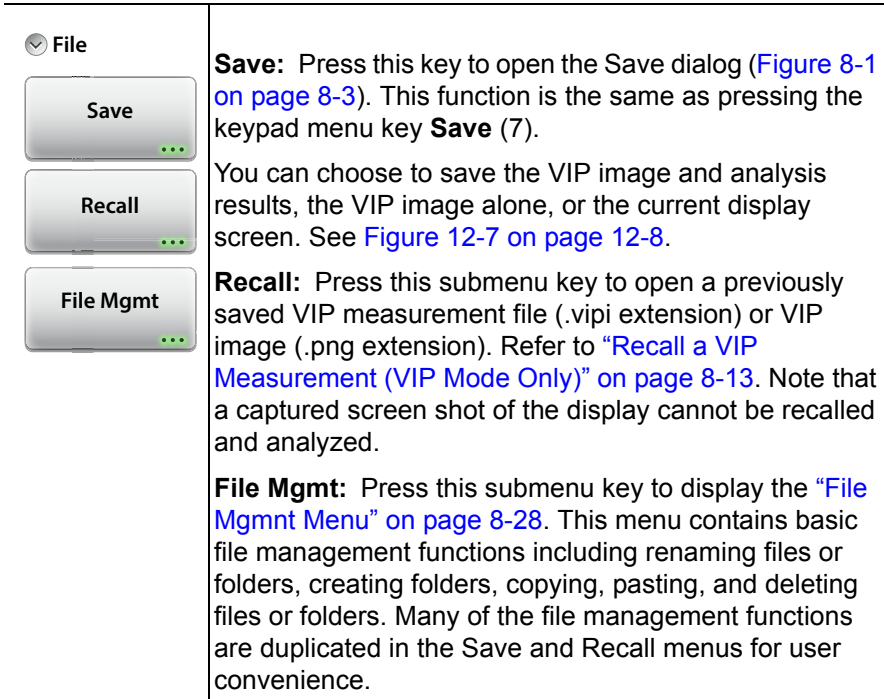 File
Save
Recall
File Mgmt
Save: Press this key to open the Save dialog (Figure 8-1
on page 8-3). This function is the same as pressing the
keypad menu key Save (7).
You can choose to save the VIP image and analysis
results, the VIP image alone, or the current display
screen. See Figure 12-7 on page 12-8.
Recall: Press this submenu key to open a previously
saved VIP measurement file (.vipi extension) or VIP
image (.png extension). Refer to “Recall a VIP
Measurement (VIP Mode Only)” on page 8-13. Note that
a captured screen shot of the display cannot be recalled
and analyzed.
File Mgmt: Press this submenu key to display the “File
Mgmnt Menu” on page 8-28. This menu contains basic
file management functions including renaming files or
folders, creating folders, copying, pasting, and deleting
files or folders. Many of the file management functions
are duplicated in the Save and Recall menus for user
convenience.